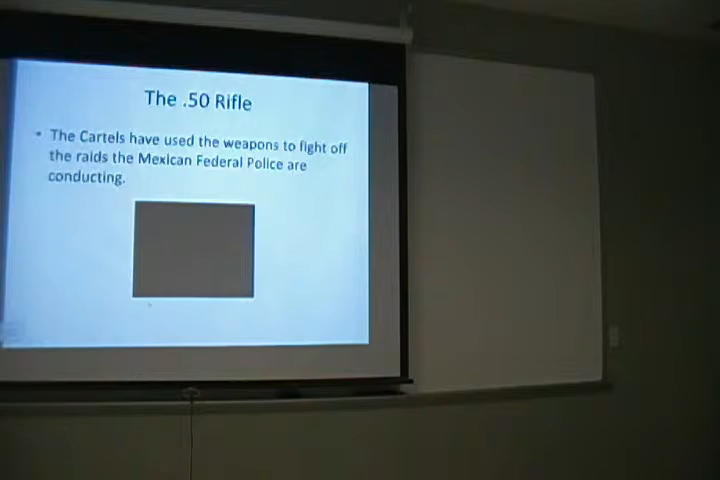 The .50 Rifle
• The Cartels have used the weapons to fight off
the raids the Mexican Federal Police are
conducting.